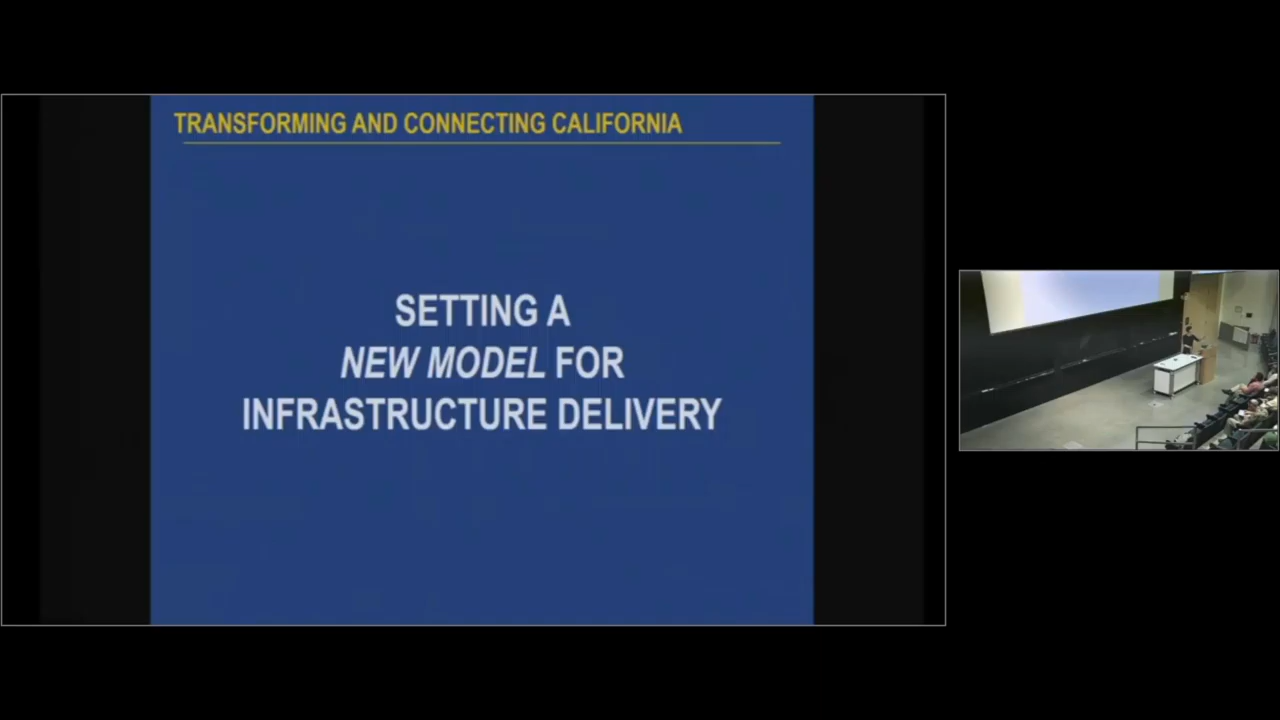 TRANSFORMING AND CONNECTING CALIFORNIA
SETTING A
NEW MODEL FOR
INFRASTRUCTURE DELIVERY